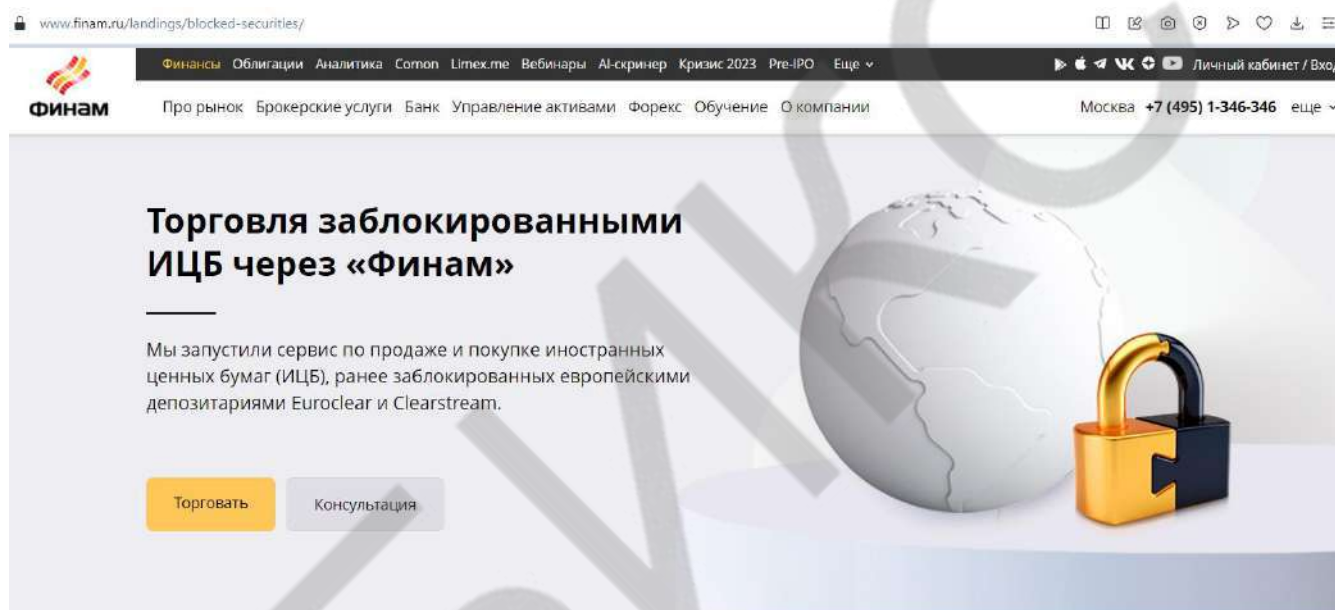 www.finam.ru/landings/blocked-securities/
Финансы Облигации Аналитика Comon Limex.me Вебинары AI-скринер Кризис 2023 Pre-IPO Еще
Личный кабинет / Вход
Финам
Про рынок Брокерские услуги Банк Управление активами Форекс Обучение О компании
Москва +7 (495) 1-346-346 еще
Торговля заблокированными
ИЦБ через «Финам»
Мы запустили сервис по продаже и покупке иностранных
ценных бумаг (ИЦБ), ранее заблокированных европейскими
депозитариями Euroclear и Clearstream.
Торговать
Консультация